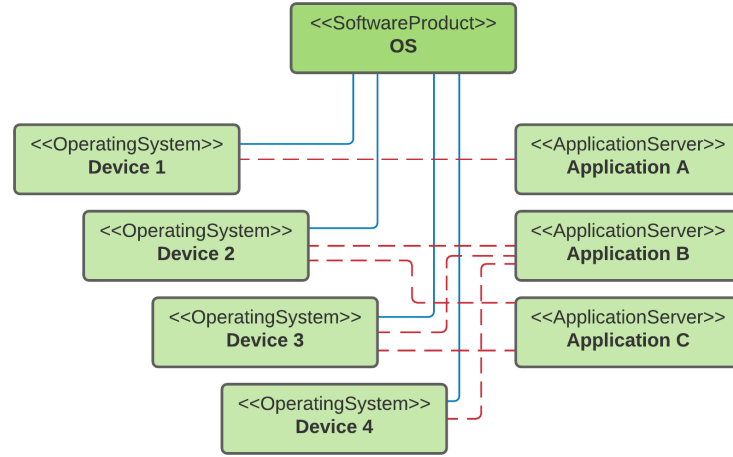 <<SoftwareProduct>>
OS
<<OperatingSystem>>
Device 1
<<ApplicationServer>>
Application A
<<OperatingSystem>>
Device 2
<<ApplicationServer>>
Application B
<<OperatingSystem>>
Device 3
<<ApplicationServer>>
Application C
<<OperatingSystem>>
Device 4